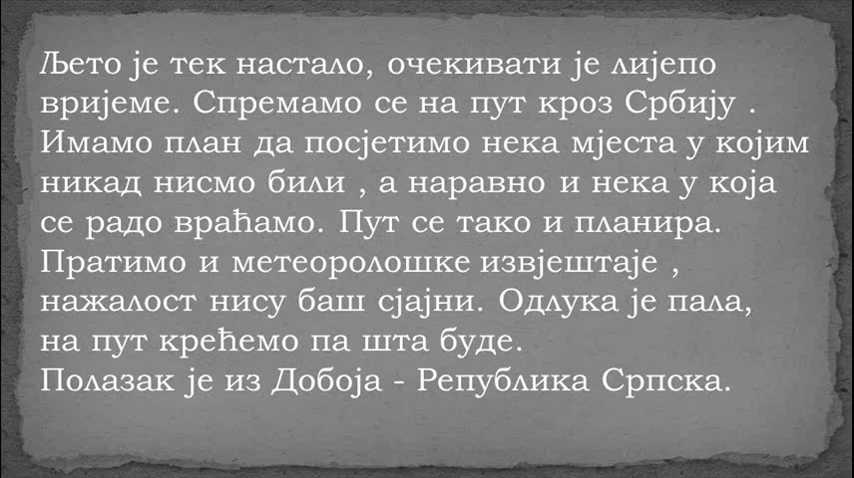 Љето је тек настало, очекивати је лијепо
вријеме. Спремамо се на пут кроз Србију .
Имамо план да посјетимо нека мјеста у којим
никад нисмо били , а наравно и нека у која
се радо враћамо. Пут се тако и планира.
Пратимо и метеоролошке извјештаје ,
нажалост нису баш сјајни. Одлука је пала,
на пут крећемо па шта буде.
Полазак је из Добоја - Република Српска.